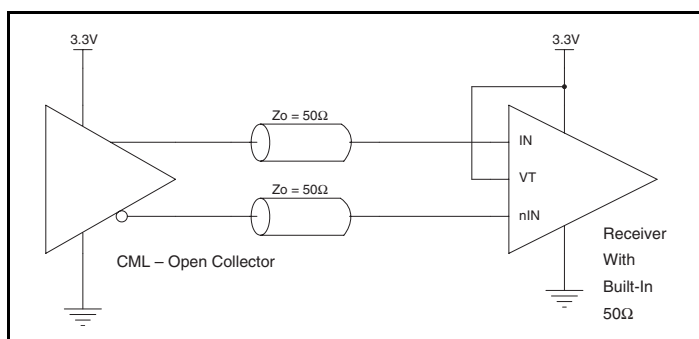 3.3V
3.3V
Zo = 50Ω
IN
VT
Zo = 50Ω
nIN
CML – Open Collector
Receiver
With
Built-In
50Ω